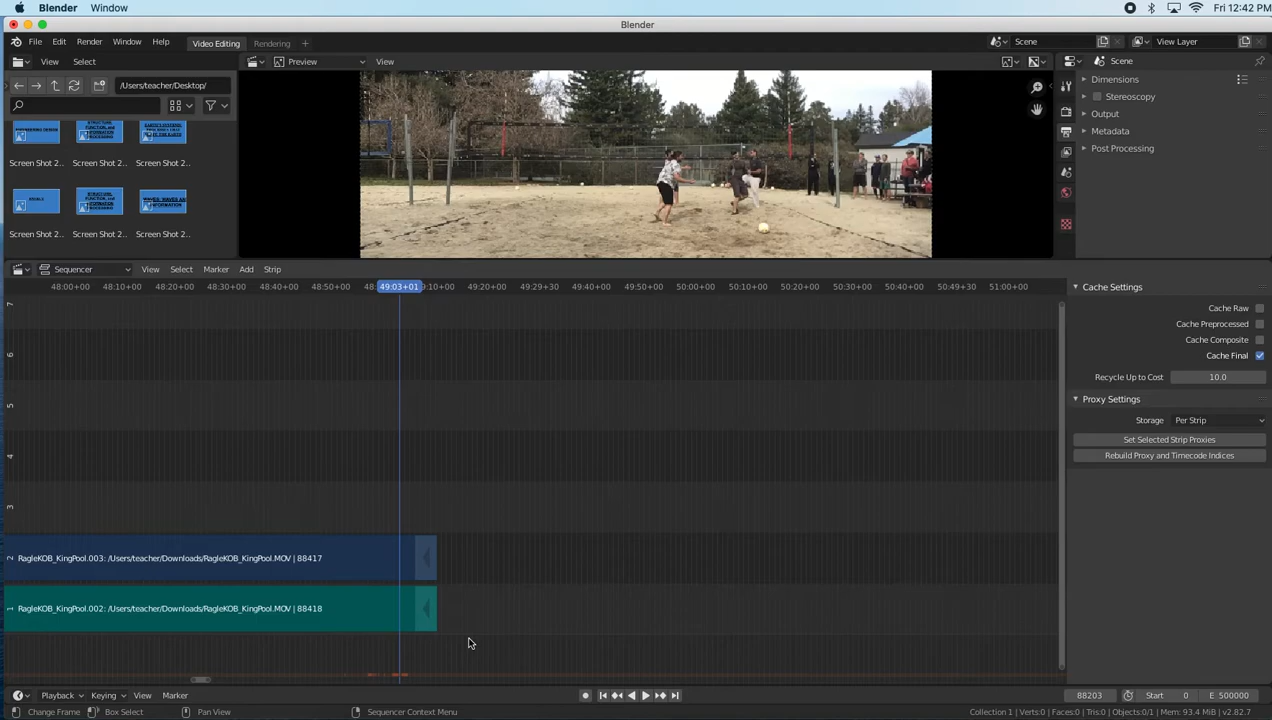 Blender Window Fri 12:42 PM
Blender
File Edit Render Window Help Video Editing Rendering + Scene View Layer
View Select Preview View Scene
/Users/teacher/Desktop/
Dimensions
Stereoscopy
Output
Metadata
Post Processing
Screen Shot 2.. Screen Shot 2.. Screen Shot 2..
Screen Shot 2.. Screen Shot 2.. Screen Shot 2..
Sequencer View Select Marker Add Strip
48:00+00 48:10+00 48:20+00 48:30+00 48:40+00 48:50+00 49:03+01 49:20+00 49:29+30 49:40+00 49:50+00 50:00+00 50:10+00 50:20+00 50:30+00 50:40+00 50:49+30 51:00+00
Cache Settings
Cache Raw
Cache Preprocessed
Cache Composite
Cache Final
Recycle Up to Cost 10.0
Proxy Settings
Storage Per Strip
Set Selected Strip Proxies
Rebuild Proxy and Timecode Indices
7
6
5
4
3
2 RagleKOB_KingPool.003: /Users/teacher/Downloads/RagleKOB_KingPool.MOV | 88417
1 RagleKOB_KingPool.002: /Users/teacher/Downloads/RagleKOB_KingPool.MOV | 88418
Playback Keying View Marker 88203 Start 0 E 500000
Change Frame Box Select Pan View Sequencer Context Menu Collection 1 | Verts:0 | Faces:0 | Tris:0 | Objects:0/1 | Mem: 93.4 MiB | v2.82.7